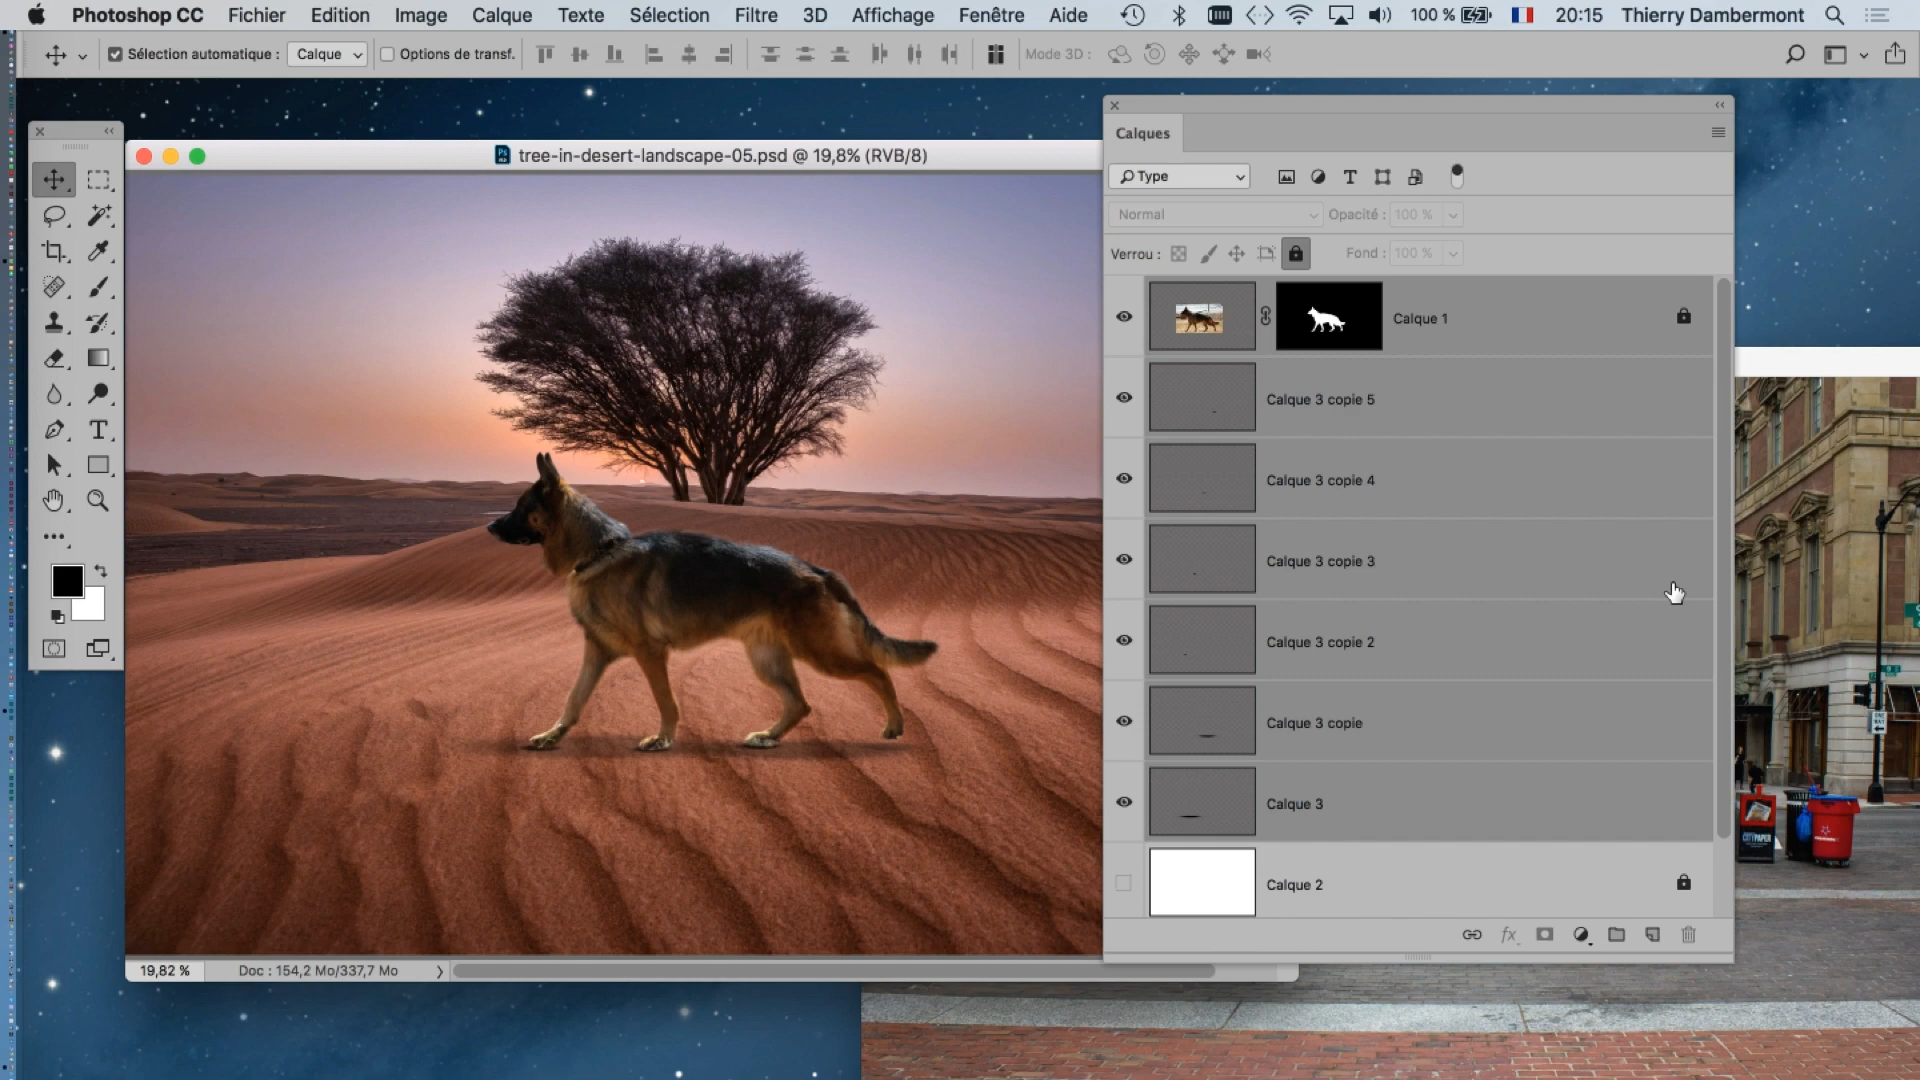 Photoshop CC Fichier Edition Image Calque Texte Sélection Filtre 3D Affichage Fenêtre Aide 100 % 20:15 Thierry Dambermont
Sélection automatique : Calque Options de transf. Mode 3D :
tree-in-desert-landscape-05.psd @ 19,8% (RVB/8)
Calques
Type
Normal Opacité : 100 %
Verrou : Fond : 100 %
Calque 1
Calque 3 copie 5
Calque 3 copie 4
Calque 3 copie 3
Calque 3 copie 2
Calque 3 copie
Calque 3
Calque 2
fx
19,82 % Doc : 154,2 Mo/337,7 Mo
ONE
WAY
CITYPAPER